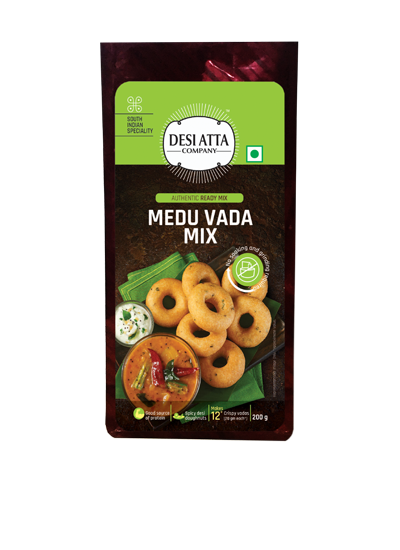 SOUTH
INDIAN
SPECIALITY
DESI ATTA
COMPANY
AUTHENTIC READY MIX
MEDU VADA
MIX
No soaking and grinding
Good source
of protein
Spicy desi
doughnuts
Makes
12*
Crispy vadas
200 g